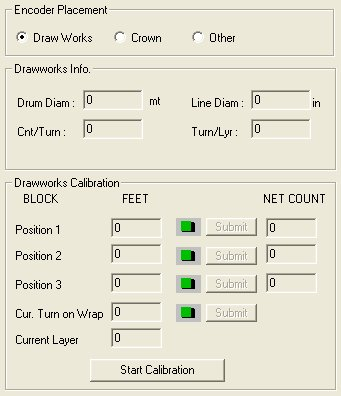 Encoder Placement
Draw Works Crown Other
Drawworks Info.
Drum Diam : 0 mt Line Diam : 0 in
Cnt/Turn : 0 Turn/Lyr : 0
Drawworks Calibration
BLOCK FEET NET COUNT
Position 1 0 Submit 0
Position 2 0 Submit 0
Position 3 0 Submit 0
Cur. Turn on Wrap 0 Submit
Current Layer 0
Start Calibration